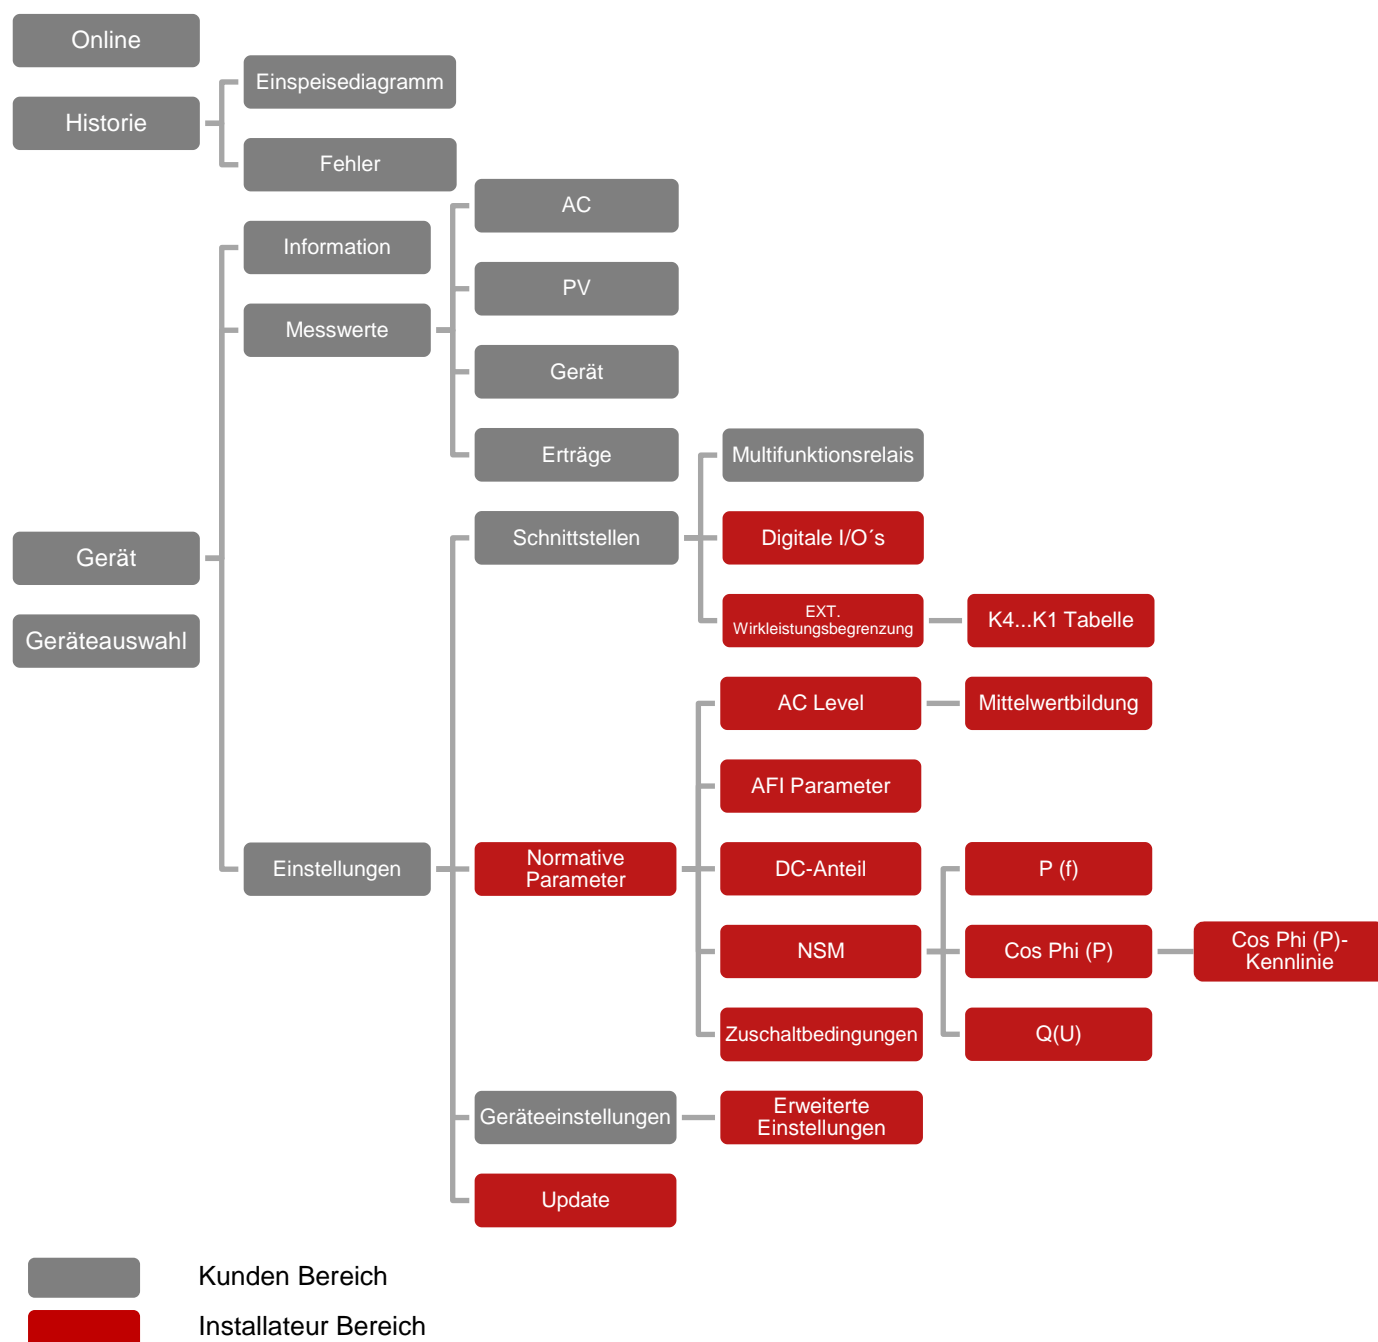 Online
Historie
Einspeisediagramm
Fehler
Information
Messwerte
AC
PV
Gerät
Erträge
Gerät
Geräteauswahl
Einstellungen
Schnittstellen
Multifunktionsrelais
Digitale I/O´s
EXT.
Wirkleistungsbegrenzung
K4...K1 Tabelle
Normative
Parameter
AC Level
Mittelwertbildung
AFI Parameter
DC-Anteil
NSM
P (f)
Cos Phi (P)
Cos Phi (P)-
Kennlinie
Q(U)
Zuschaltbedingungen
Geräteeinstellungen
Erweiterte
Einstellungen
Update
Kunden Bereich
Installateur Bereich